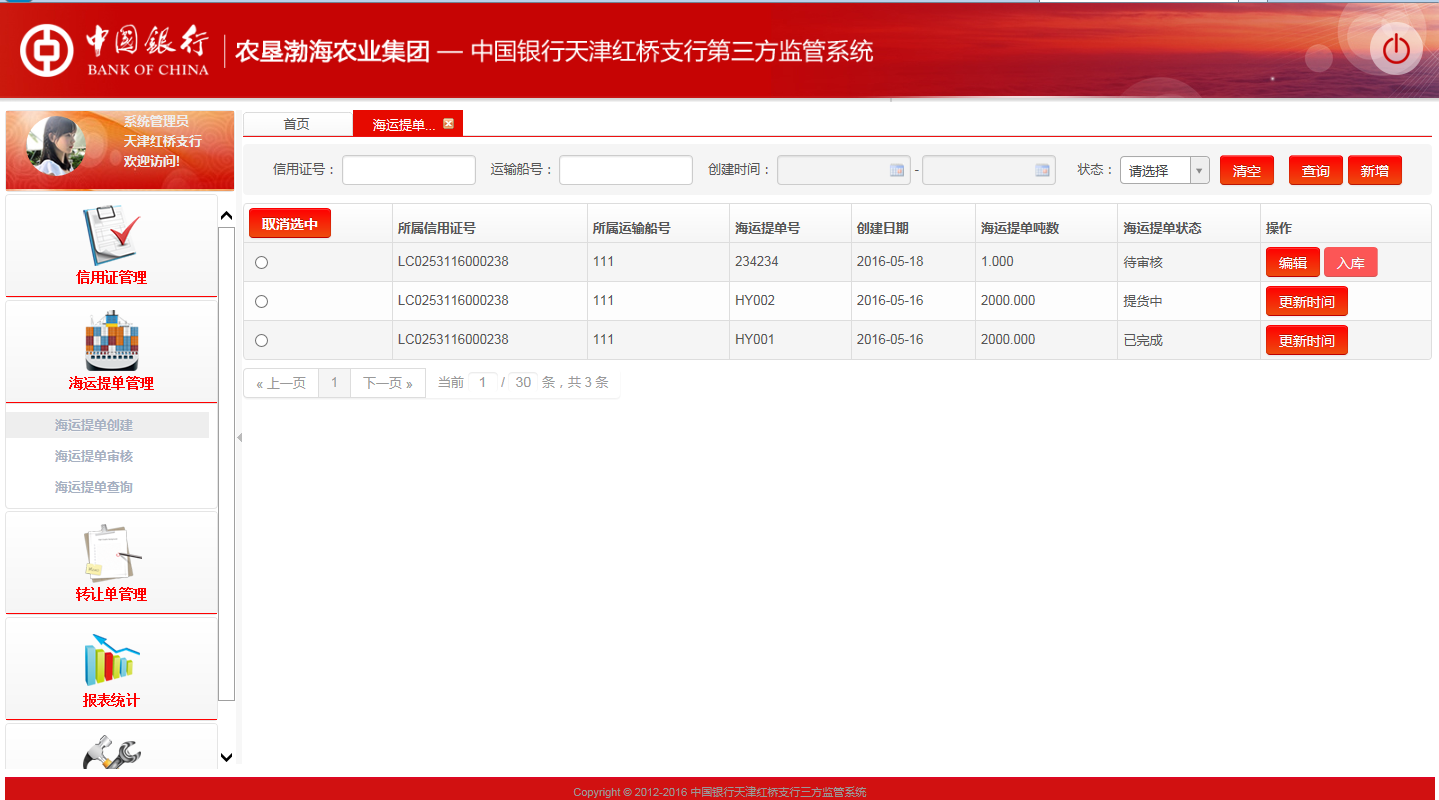 中国銀行
BANK OF CHINA
农垦渤海农业集团 — 中国银行天津红桥支行第三方监管系统
系统管理员
天津红桥支行
欢迎访问!
首页 海运提单...
信用证号： 运输船号： 创建时间： - 状态： 请选择 清空 查询 新增
取消选中 所属信用证号 所属运输船号 海运提单号 创建日期 海运提单吨数 海运提单状态 操作
LC0253116000238 111 234234 2016-05-18 1.000 待审核 编辑 入库
LC0253116000238 111 HY002 2016-05-16 2000.000 提货中 更新时间
LC0253116000238 111 HY001 2016-05-16 2000.000 已完成 更新时间
« 上一页 1 下一页 » 当前 1 / 30 条，共 3 条
信用证管理
海运提单管理
海运提单创建
海运提单审核
海运提单查询
转让单管理
报表统计
Copyright © 2012-2016 中国银行天津红桥支行三方监管系统